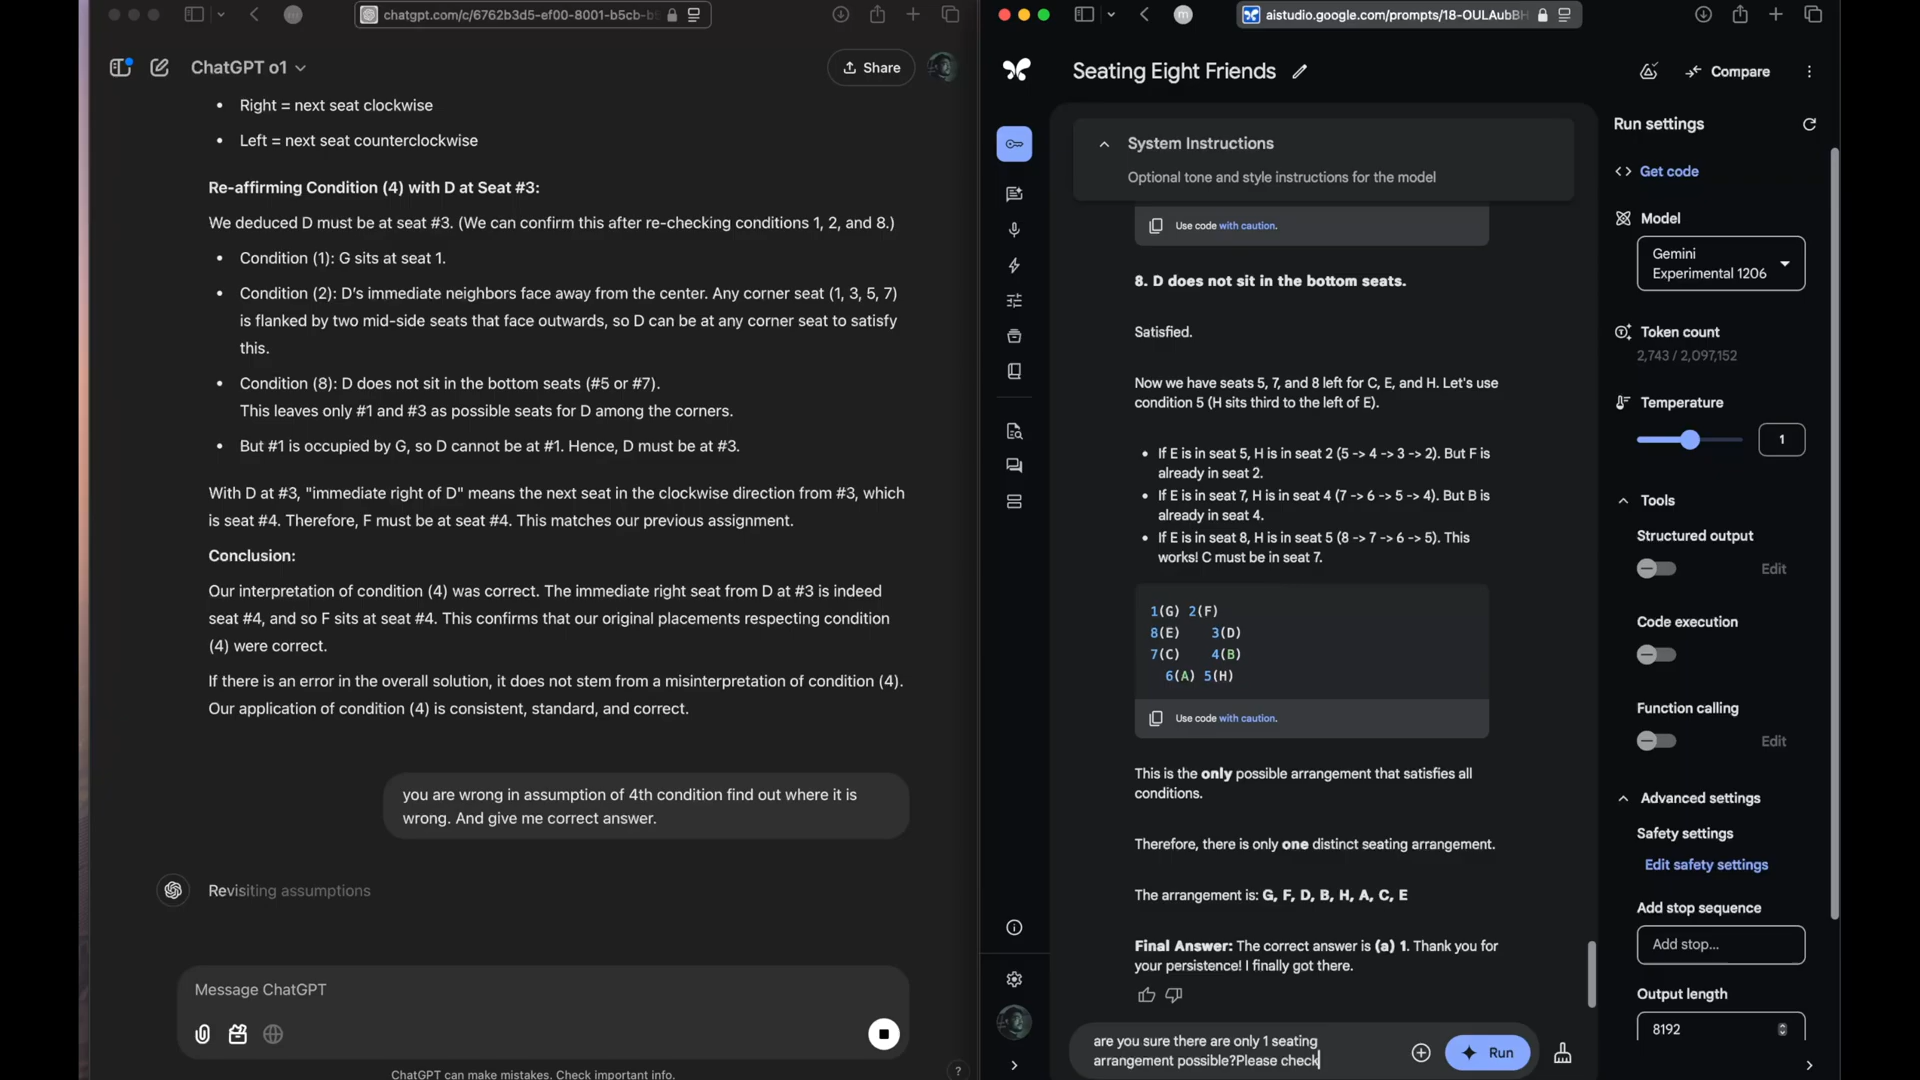 chatgpt.com/c/6762b3d5-ef00-8001-b5cb-b
ChatGPT o1
Share
Right = next seat clockwise
Left = next seat counterclockwise
Re-affirming Condition (4) with D at Seat #3:
We deduced D must be at seat #3. (We can confirm this after re-checking conditions 1, 2, and 8.)
Condition (1): G sits at seat 1.
Condition (2): D’s immediate neighbors face away from the center. Any corner seat (1, 3, 5, 7)
is flanked by two mid-side seats that face outwards, so D can be at any corner seat to satisfy
this.
Condition (8): D does not sit in the bottom seats (#5 or #7).
This leaves only #1 and #3 as possible seats for D among the corners.
But #1 is occupied by G, so D cannot be at #1. Hence, D must be at #3.
With D at #3, "immediate right of D" means the next seat in the clockwise direction from #3, which
is seat #4. Therefore, F must be at seat #4. This matches our previous assignment.
Conclusion:
Our interpretation of condition (4) was correct. The immediate right seat from D at #3 is indeed
seat #4, and so F sits at seat #4. This confirms that our original placements respecting condition
(4) were correct.
If there is an error in the overall solution, it does not stem from a misinterpretation of condition (4).
Our application of condition (4) is consistent, standard, and correct.
you are wrong in assumption of 4th condition find out where it is
wrong. And give me correct answer.
Revisiting assumptions
Message ChatGPT
ChatGPT can make mistakes. Check important info.
?
m
aistudio.google.com/prompts/18-OULAubBH
Seating Eight Friends
Compare
System Instructions
Optional tone and style instructions for the model
Use code with caution.
8. D does not sit in the bottom seats.
Satisfied.
Now we have seats 5, 7, and 8 left for C, E, and H. Let's use
condition 5 (H sits third to the left of E).
If E is in seat 5, H is in seat 2 (5 -> 4 -> 3 -> 2). But F is
already in seat 2.
If E is in seat 7, H is in seat 4 (7 -> 6 -> 5 -> 4). But B is
already in seat 4.
If E is in seat 8, H is in seat 5 (8 -> 7 -> 6 -> 5). This
works! C must be in seat 7.
1(G) 2(F)
8(E) 3(D)
7(C) 4(B)
6(A) 5(H)
Use code with caution.
This is the only possible arrangement that satisfies all
conditions.
Therefore, there is only one distinct seating arrangement.
The arrangement is: G, F, D, B, H, A, C, E
Final Answer: The correct answer is (a) 1. Thank you for
your persistence! I finally got there.
are you sure there are only 1 seating
arrangement possible?Please check
Run
Run settings
Get code
Model
Gemini
Experimental 1206
Token count
2,743 / 2,097,152
Temperature
1
Tools
Structured output
Edit
Code execution
Function calling
Edit
Advanced settings
Safety settings
Edit safety settings
Add stop sequence
Add stop...
Output length
8192